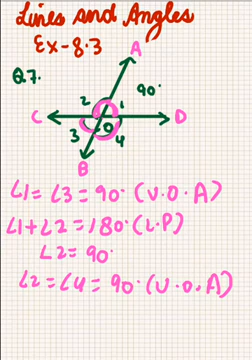 Lines and Angles
Ex-8.3
Q.7.
A
90°
2
1
C
D
3
O
4
B
∠1 = ∠3 = 90° (V.O.A)
∠1 + ∠2 = 180° (L.P)
∠2 = 90°
∠2 = ∠4 = 90° (V.O.A)